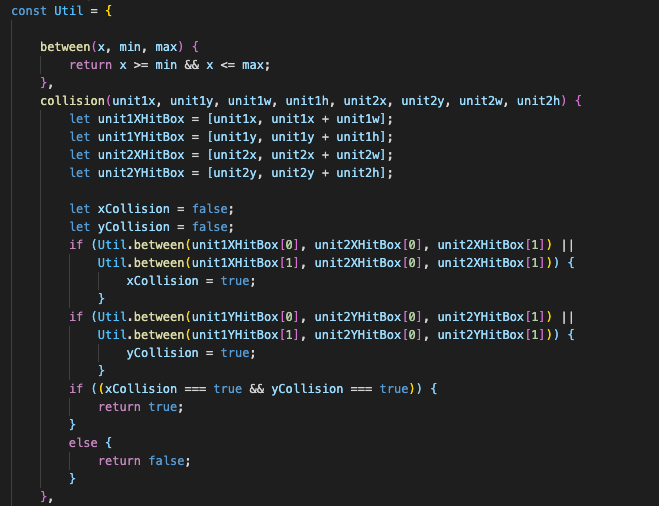 const Util = {
between(x, min, max) {
return x >= min && x <= max;
},
collision(unit1x, unit1y, unit1w, unit1h, unit2x, unit2y, unit2w, unit2h) {
let unit1XHitBox = [unit1x, unit1x + unit1w];
let unit1YHitBox = [unit1y, unit1y + unit1h];
let unit2XHitBox = [unit2x, unit2x + unit2w];
let unit2YHitBox = [unit2y, unit2y + unit2h];
let xCollision = false;
let yCollision = false;
if (Util.between(unit1XHitBox[0], unit2XHitBox[0], unit2XHitBox[1]) ||
Util.between(unit1XHitBox[1], unit2XHitBox[0], unit2XHitBox[1])) {
xCollision = true;
}
if (Util.between(unit1YHitBox[0], unit2YHitBox[0], unit2YHitBox[1]) ||
Util.between(unit1YHitBox[1], unit2YHitBox[0], unit2YHitBox[1])) {
yCollision = true;
}
if ((xCollision === true && yCollision === true)) {
return true;
}
else {
return false;
}
},